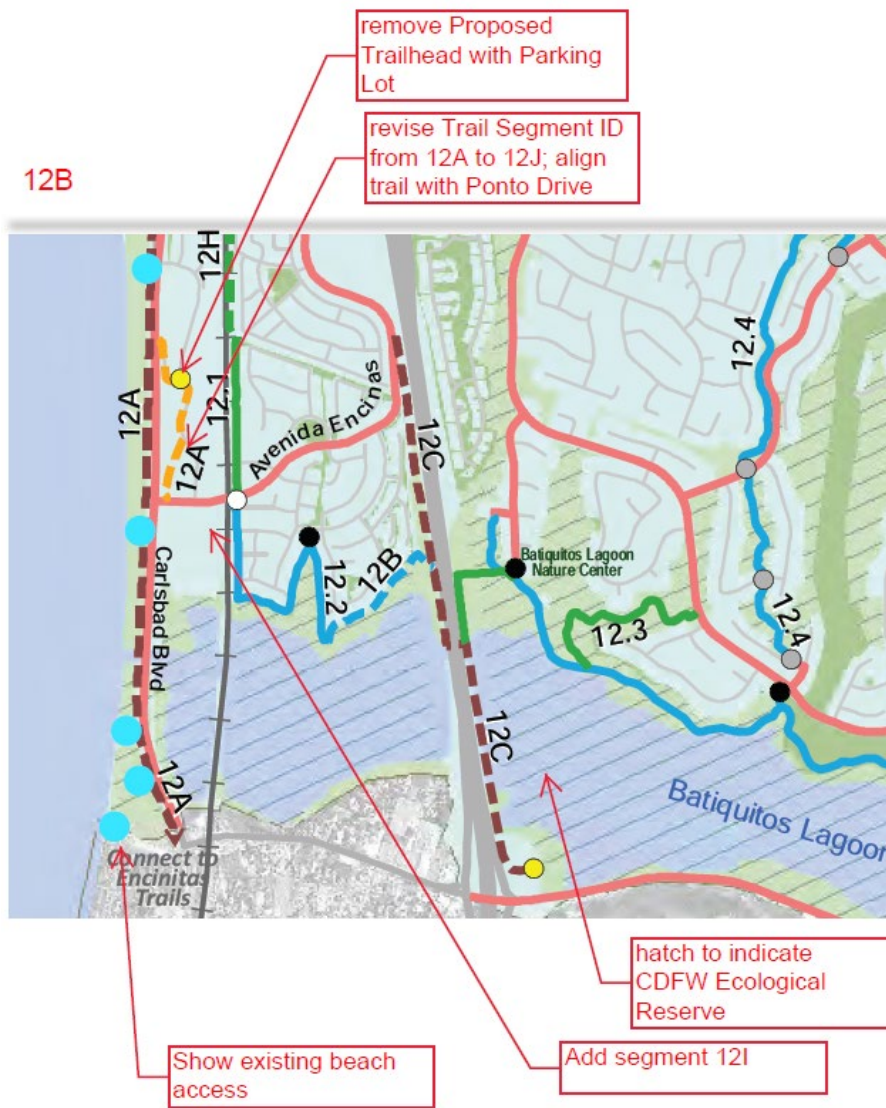 remove Proposed
Trailhead with Parking
Lot
revise Trail Segment ID
from 12A to 12J; align
trail with Ponto Drive
12B
12H
12.4
12A
12.1
12A
Avenida Encinas
12C
12.2
12B
Batiquitos Lagoon
Nature Center
12.3
12.4
Carlsbad Blvd
12C
12A
Batiquitos Lagoon
Connect to
Encinitas
Trails
hatch to indicate
CDFW Ecological
Reserve
Show existing beach
access
Add segment 12I